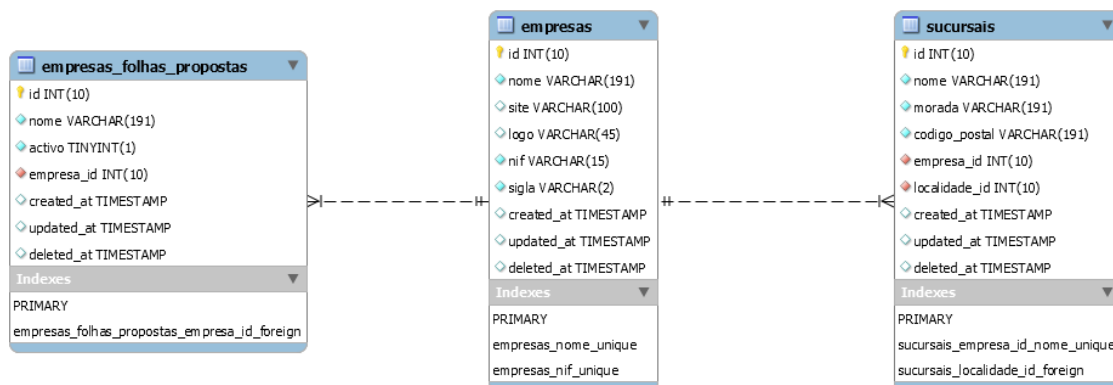 empresas_folhas_propostas
id INT(10)
nome VARCHAR(191)
activo TINYINT(1)
empresa_id INT(10)
created_at TIMESTAMP
updated_at TIMESTAMP
deleted_at TIMESTAMP
Indexes
PRIMARY
empresas_folhas_propostas_empresa_id_foreign
empresas
id INT(10)
nome VARCHAR(191)
site VARCHAR(100)
logo VARCHAR(45)
nif VARCHAR(15)
sigla VARCHAR(2)
created_at TIMESTAMP
updated_at TIMESTAMP
deleted_at TIMESTAMP
Indexes
PRIMARY
empresas_nome_unique
empresas_nif_unique
sucursais
id INT(10)
nome VARCHAR(191)
morada VARCHAR(191)
codigo_postal VARCHAR(191)
empresa_id INT(10)
localidade_id INT(10)
created_at TIMESTAMP
updated_at TIMESTAMP
deleted_at TIMESTAMP
Indexes
PRIMARY
sucursais_empresa_id_nome_unique
sucursais_localidade_id_foreign